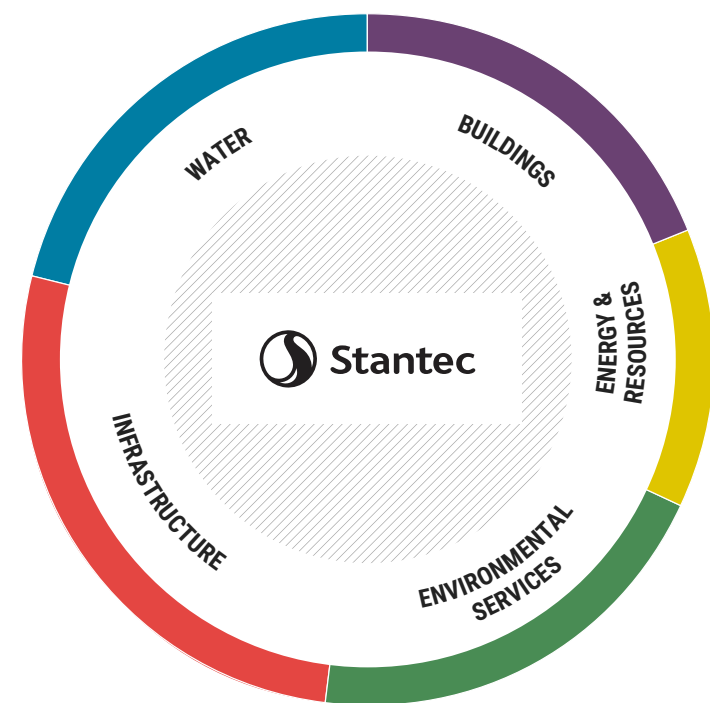 WATER
BUILDINGS
ENERGY &
RESOURCES
Stantec
INFRASTRUCTURE
ENVIRONMENTAL
SERVICES